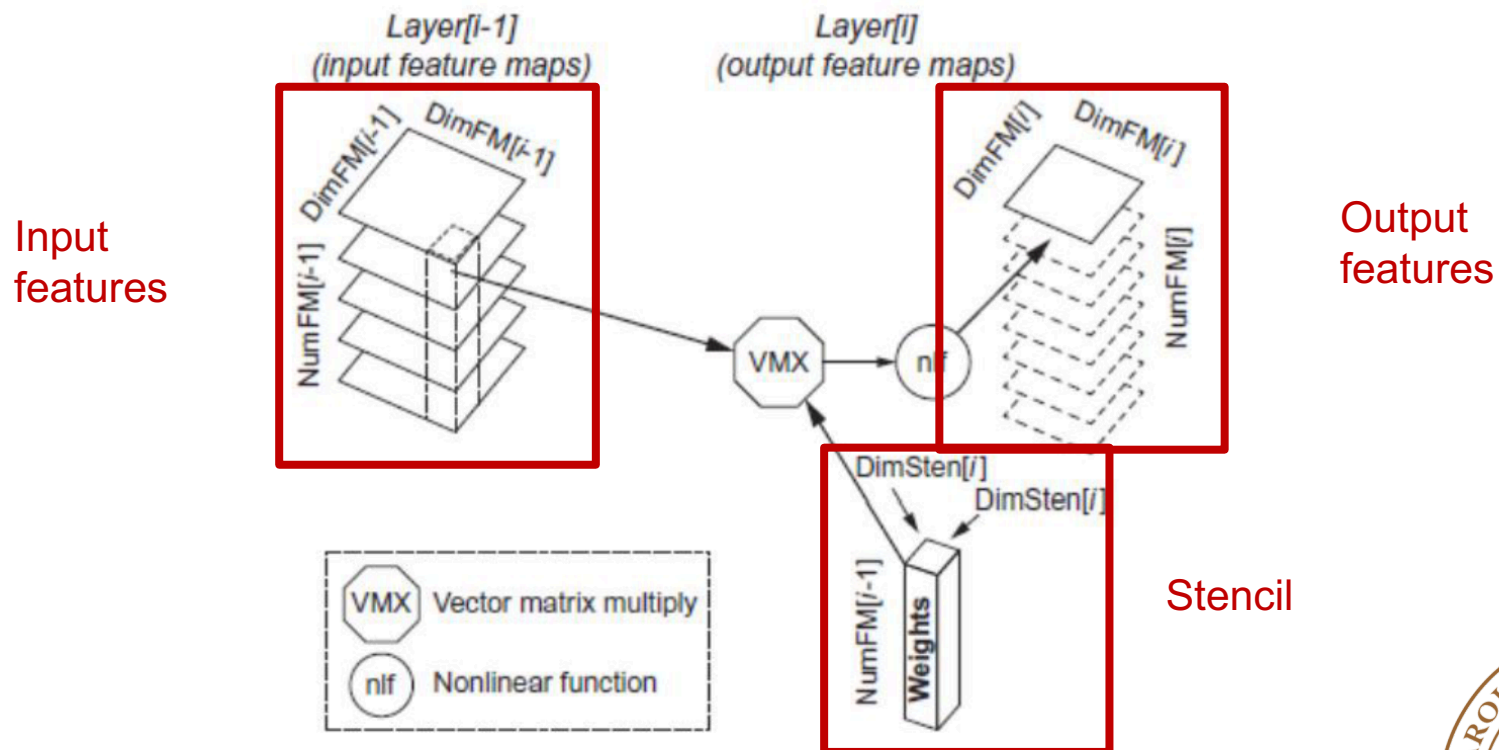 Layer[i-1]
(input feature maps)
Layer[i]
(output feature maps)
DimFM[i-1]
DimFM[i-1]
NumFM[i-1]
DimFM[i]
DimFM[i]
NumFM[i]
Input
features
Output
features
VMX
nlf
DimSten[i]
DimSten[i]
NumFM[i-1]
Weights
Stencil
VMX Vector matrix multiply
nlf Nonlinear function